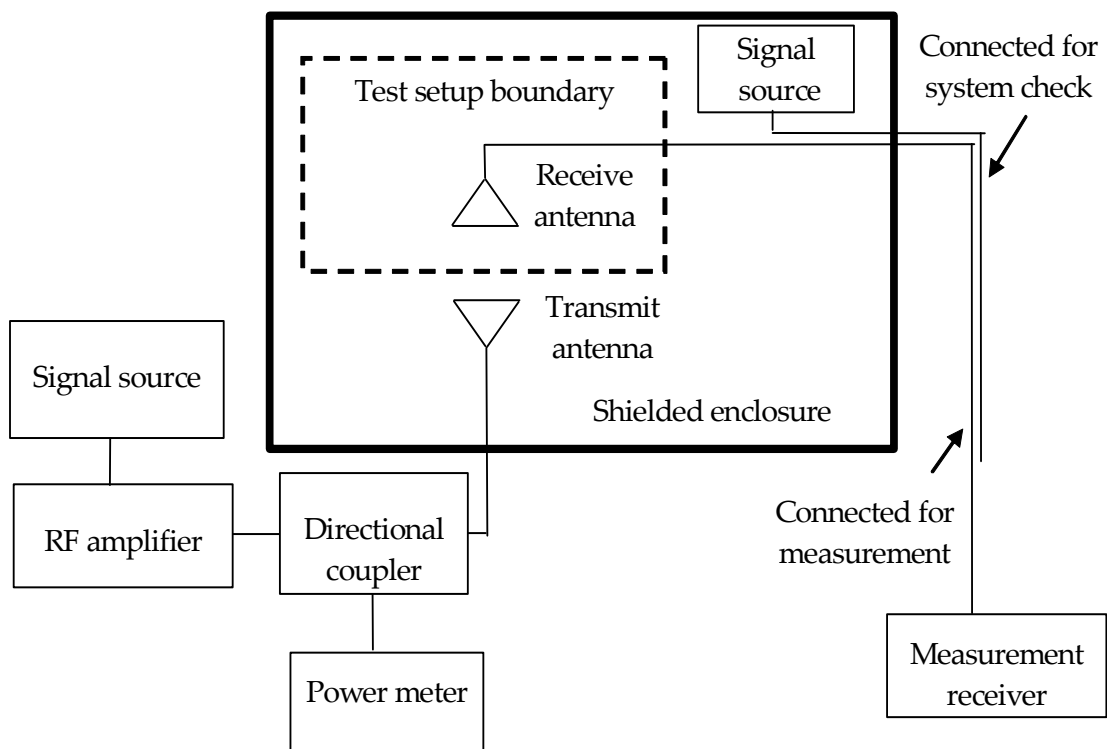 Signal
source
Connected for
system check
Test setup boundary
Receive
antenna
Transmit
antenna
Signal source
Shielded enclosure
RF amplifier
Directional
coupler
Connected for
measurement
Power meter
Measurement
receiver